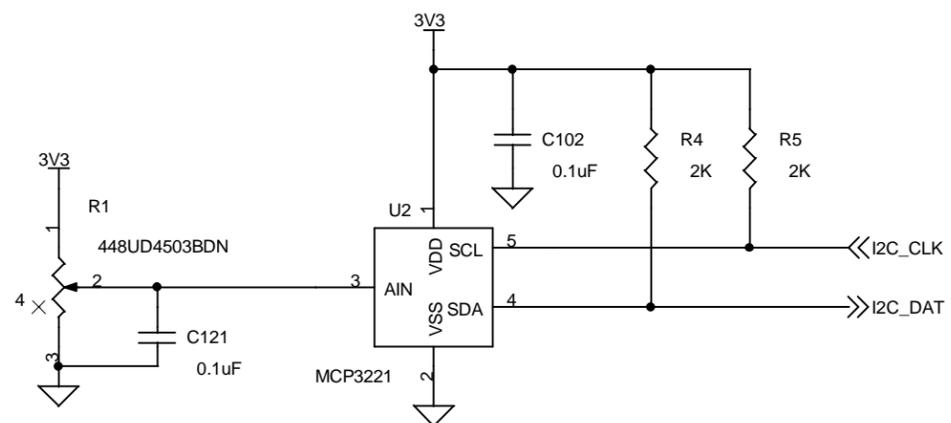 3V3
C102
0.1uF
R4
2K
R5
2K
3V3
R1
1
448UD4503BDN
2
4
3
C121
0.1uF
U2
1
VDD
SCL
5
I2C_CLK
3
AIN
VSS
SDA
4
I2C_DAT
MCP3221
2